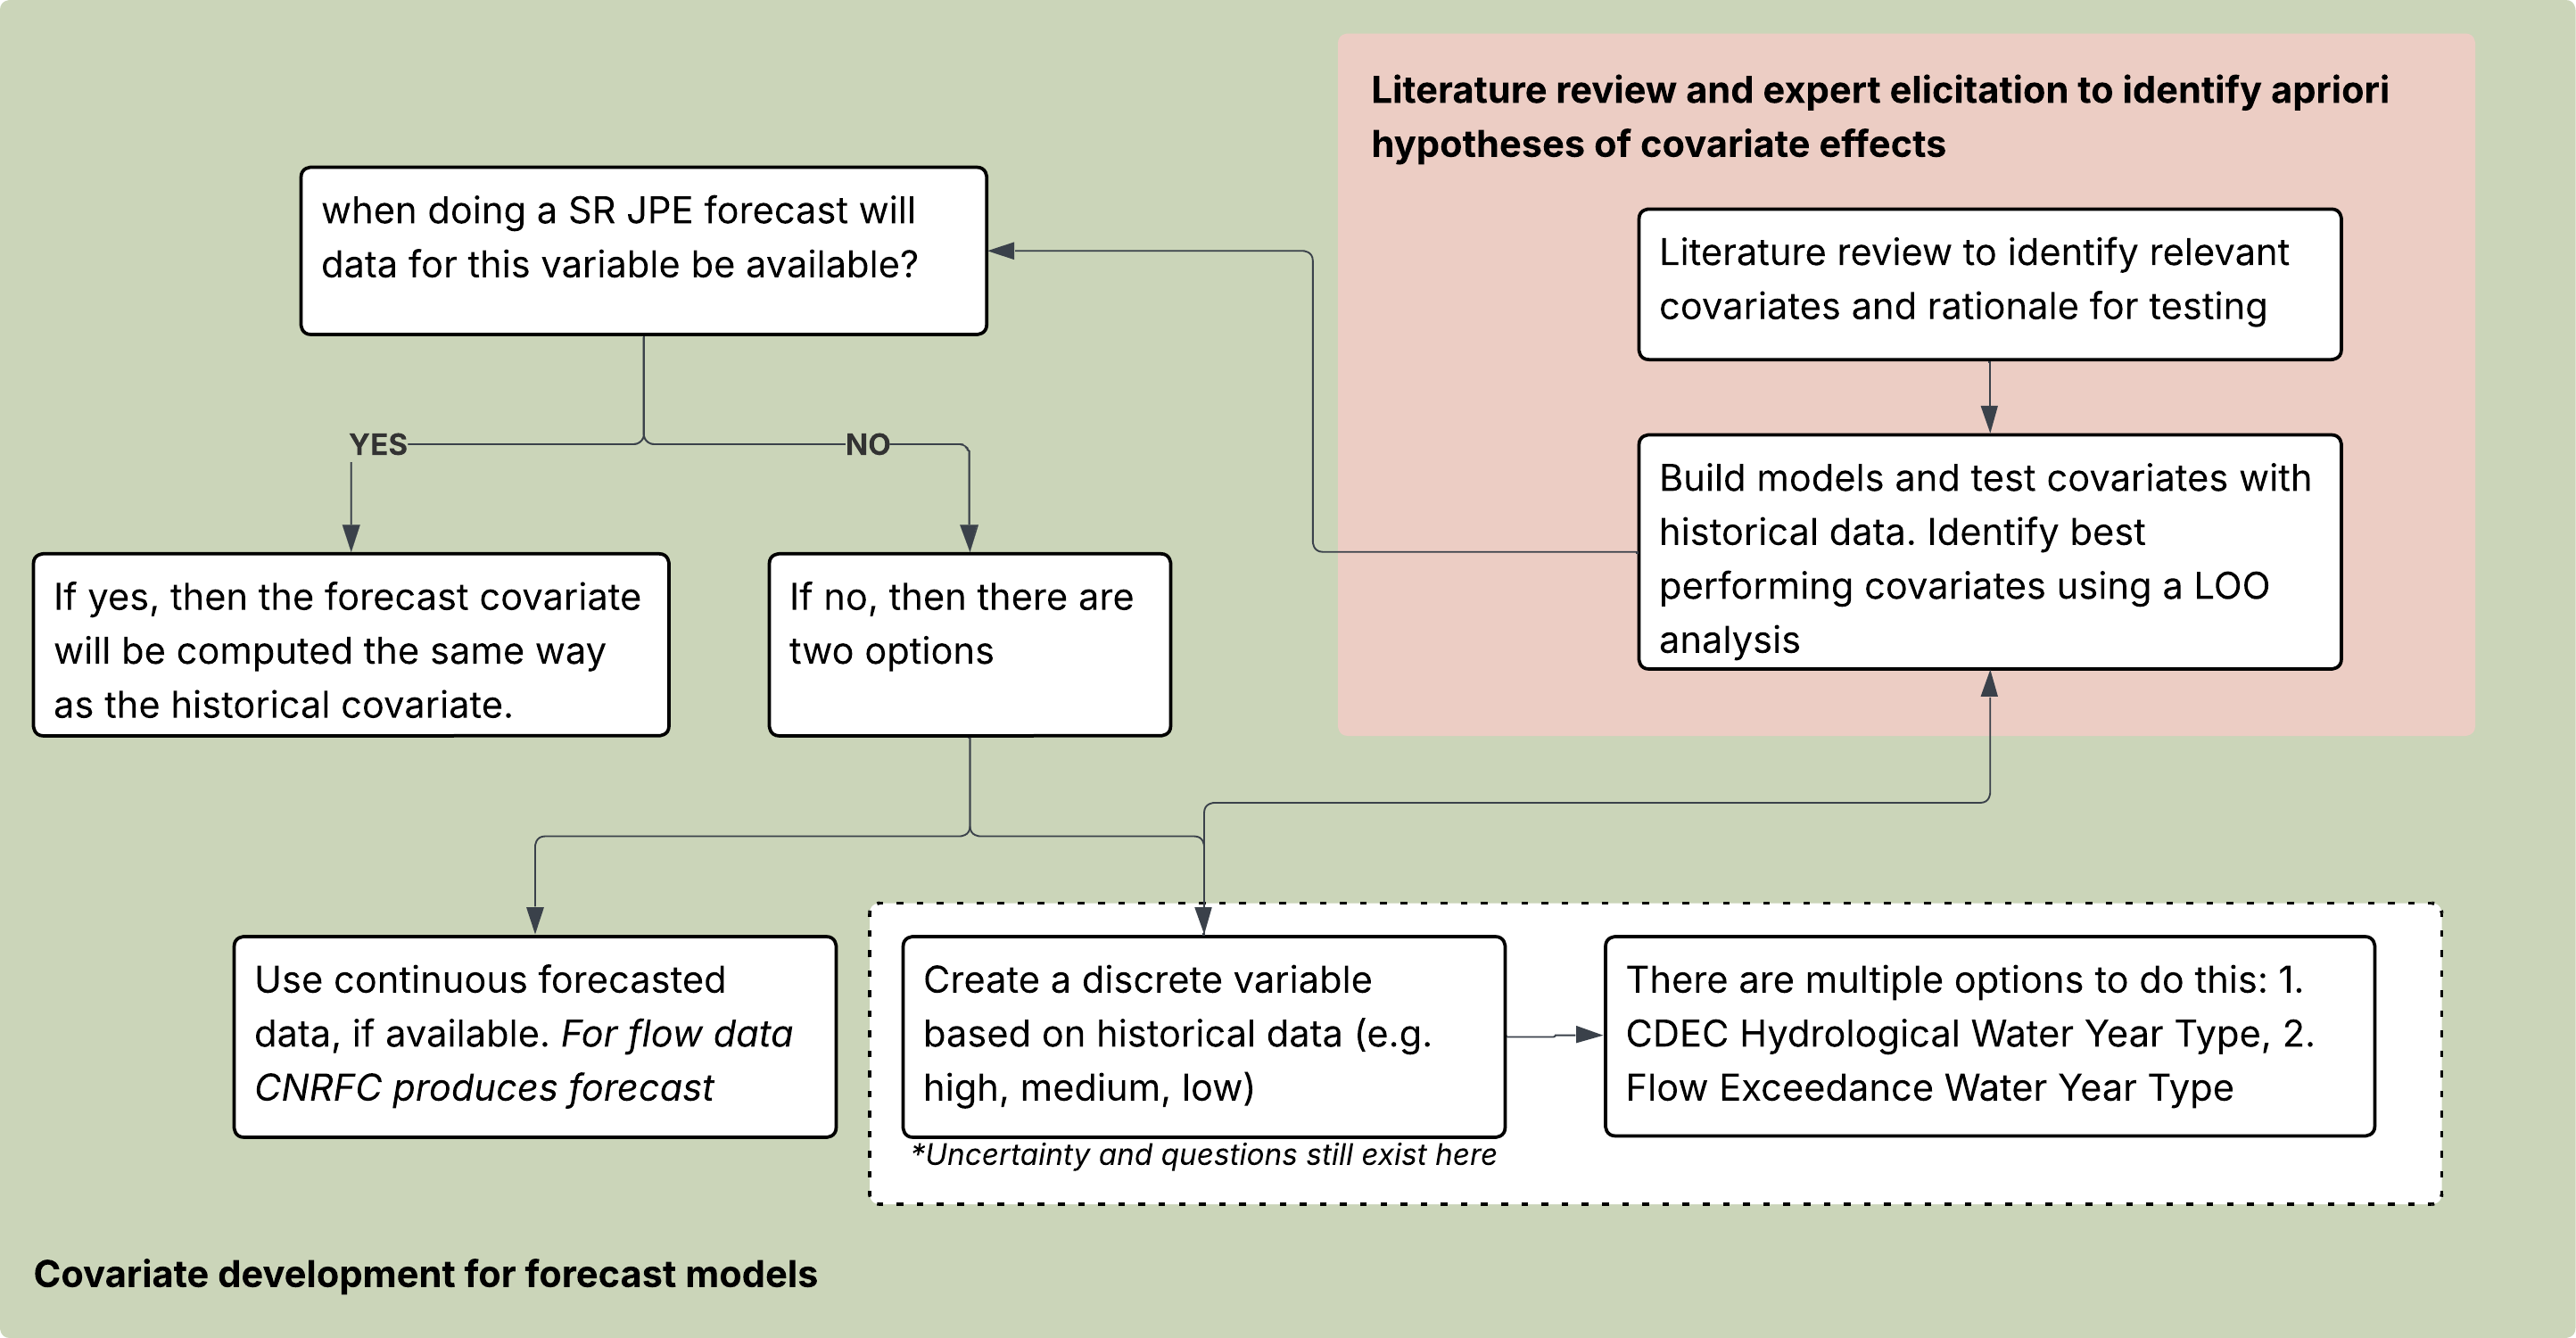 Literature review and expert elicitation to identify apriori
hypotheses of covariate effects
Literature review to identify relevant
covariates and rationale for testing
Build models and test covariates with
historical data. Identify best
performing covariates using a LOO
analysis
when doing a SR JPE forecast will
data for this variable be available?
YES
NO
If yes, then the forecast covariate
will be computed the same way
as the historical covariate.
If no, then there are
two options
Use continuous forecasted
data, if available. For flow data
CNRFC produces forecast
Create a discrete variable
based on historical data (e.g.
high, medium, low)
*Uncertainty and questions still exist here
There are multiple options to do this: 1.
CDEC Hydrological Water Year Type, 2.
Flow Exceedance Water Year Type
Covariate development for forecast models